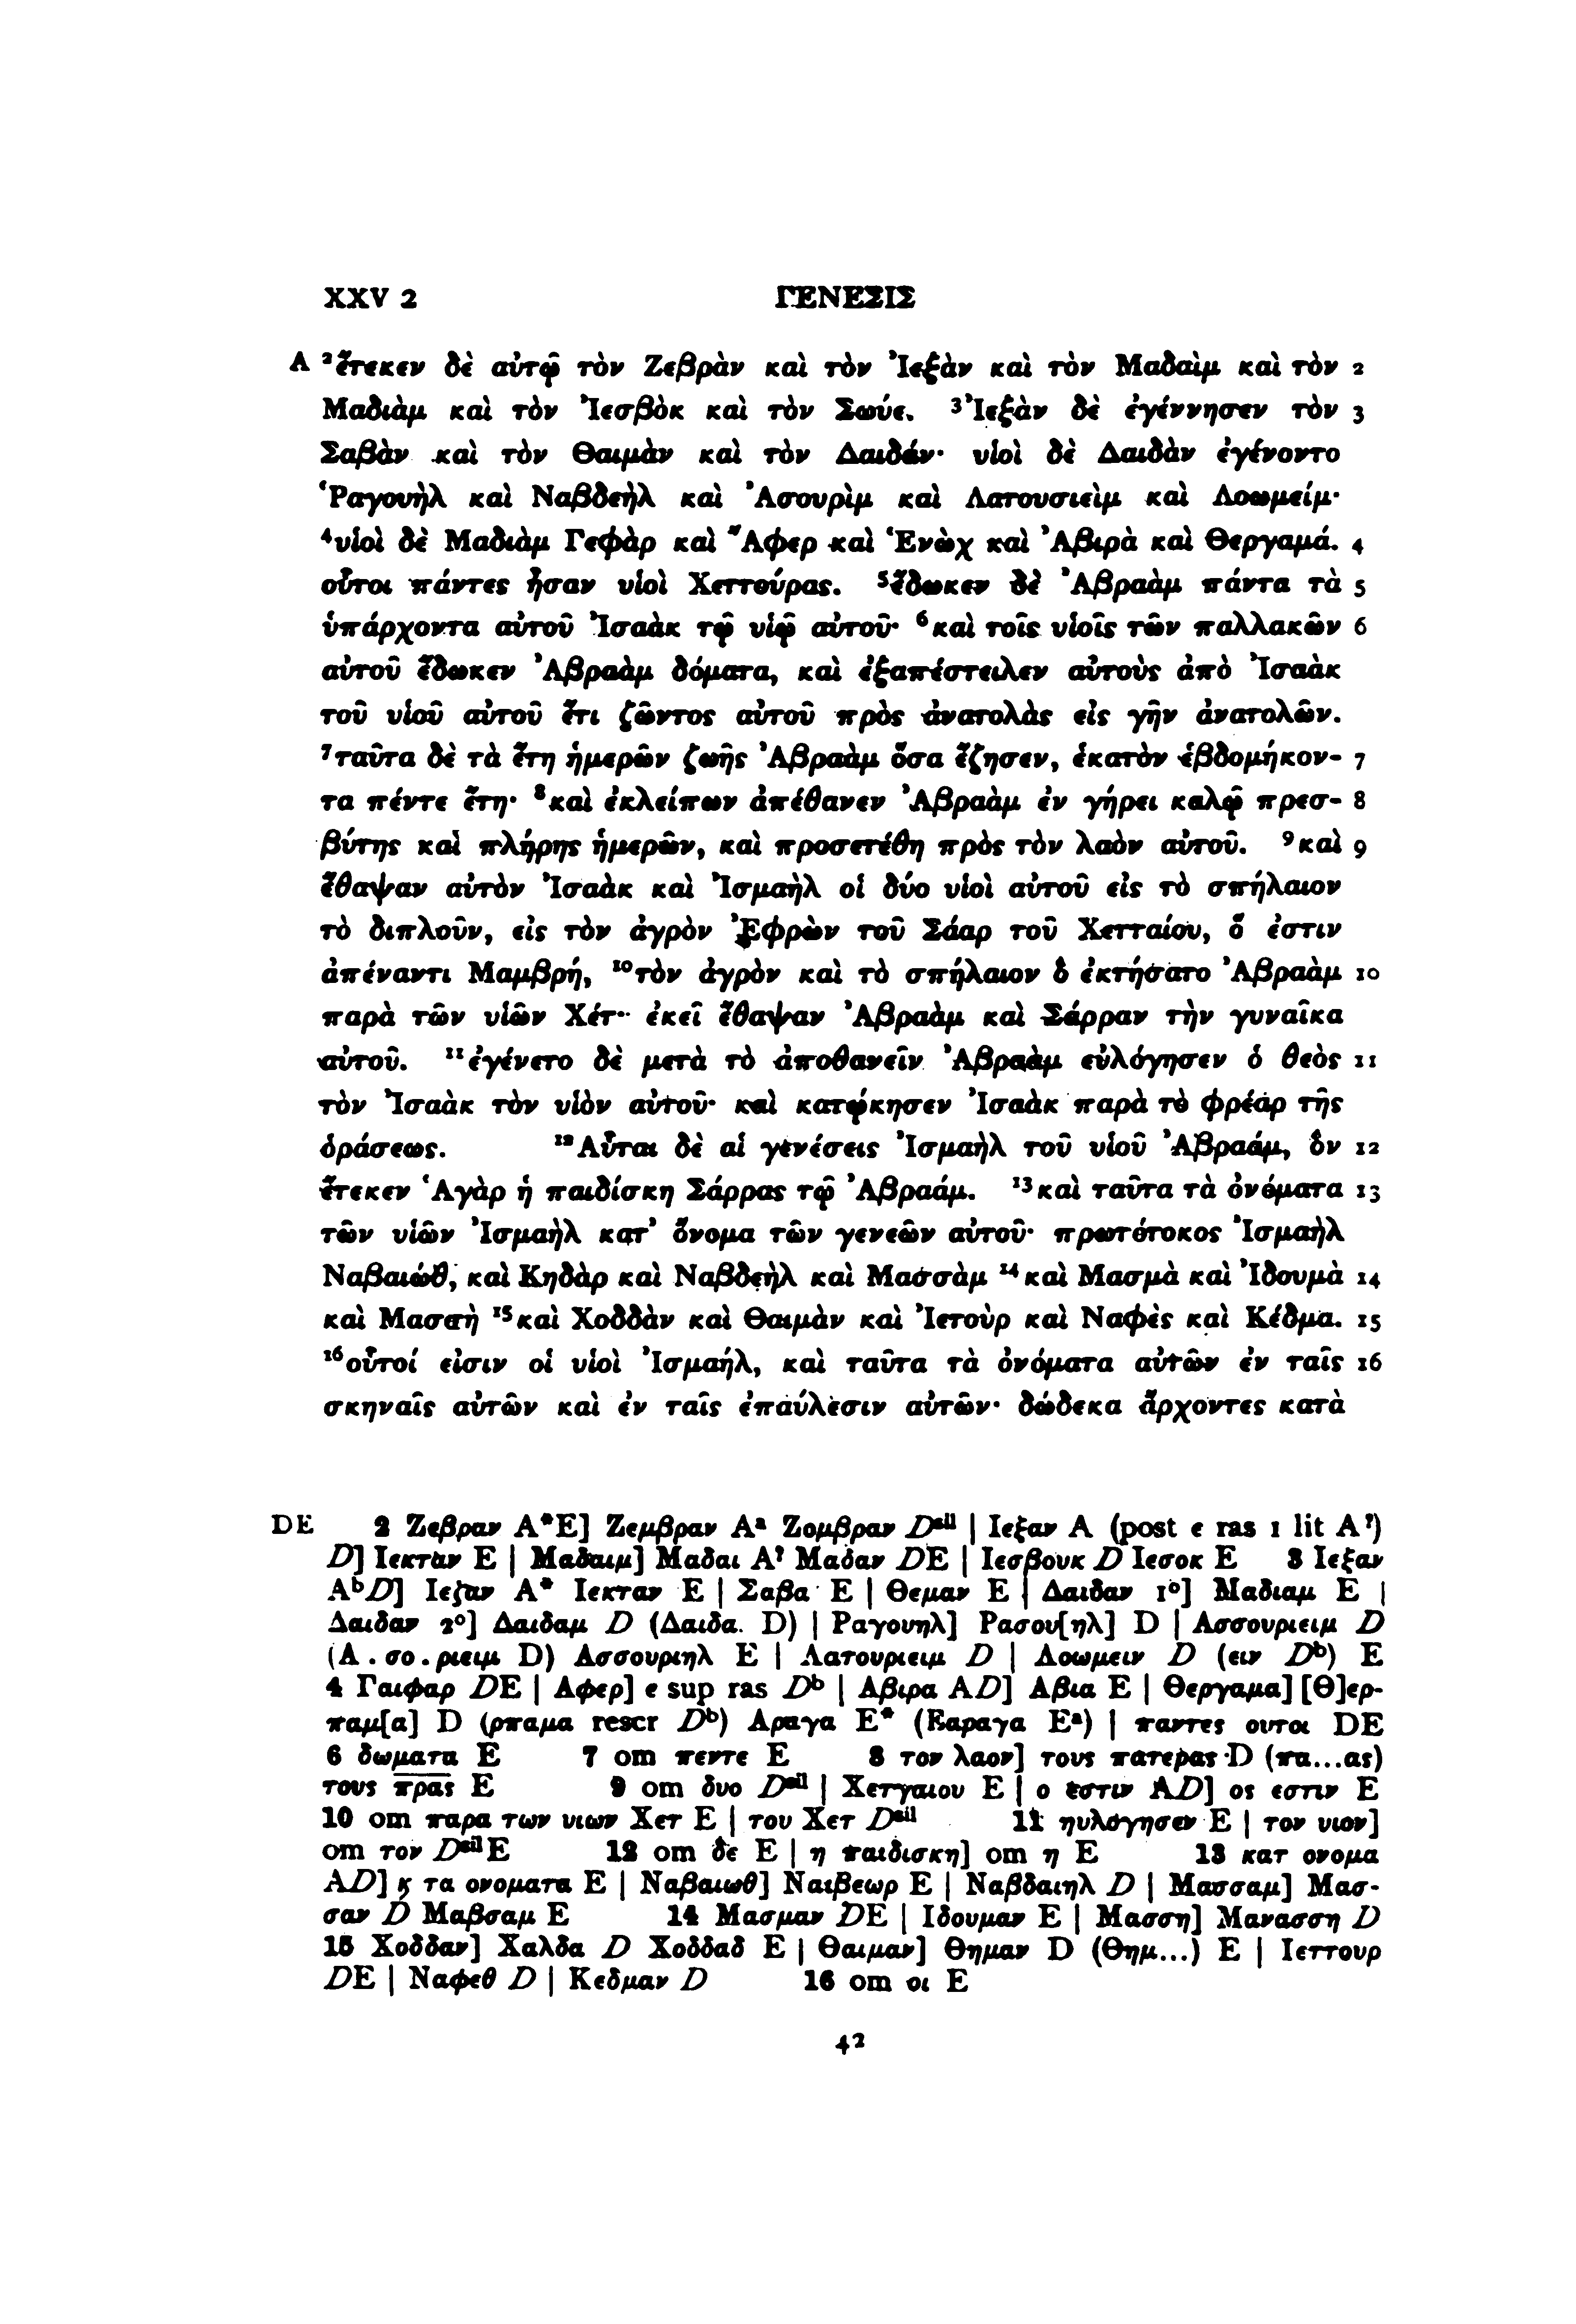 XXV 2 ΓΕΝΕΣΙΣ
A ²ἔτεκεν δὲ αὐτῷ τὸν Ζεβρὰν καὶ τὸν Ἰεξὰν καὶ τὸν Μαδαὶμ καὶ τὸν 2
Μαδιὰμ καὶ τὸν Ἰεσβὸκ καὶ τὸν Σωύε. ³Ἰεξὰν δὲ ἐγέννησεν τὸν 3
Σαβὰν καὶ τὸν Θαιμὰν καὶ τὸν Δαιδάν· υἱοὶ δὲ Δαιδὰν ἐγένοντο
Ῥαγουὴλ καὶ Ναβδεὴλ καὶ Ἀσουρὶμ καὶ Λατουσιεὶμ καὶ Λοωμείμ·
⁴υἱοὶ δὲ Μαδιὰμ Γεφὰρ καὶ Ἄφερ καὶ Ἑνὼχ καὶ Ἀβιρὰ καὶ Θεργαμά. 4
οὗτοι πάντες ἦσαν υἱοὶ Χεττούρας. ⁵ἔδωκεν δὲ Ἀβραὰμ πάντα τὰ 5
ὑπάρχοντα αὐτοῦ Ἰσαὰκ τῷ υἱῷ αὐτοῦ· ⁶καὶ τοῖς υἱοῖς τῶν παλλακῶν 6
αὐτοῦ ἔδωκεν Ἀβραὰμ δόματα, καὶ ἐξαπέστειλεν αὐτοὺς ἀπὸ Ἰσαὰκ
τοῦ υἱοῦ αὐτοῦ ἔτι ζῶντος αὐτοῦ πρὸς ἀνατολὰς εἰς γῆν ἀνατολῶν.
⁷ταῦτα δὲ τὰ ἔτη ἡμερῶν ζωῆς Ἀβραὰμ ὅσα ἔζησεν, ἑκατὸν ἑβδομήκον- 7
τα πέντε ἔτη· ⁸καὶ ἐκλείπων ἀπέθανεν Ἀβραὰμ ἐν γήρει καλῷ πρεσ- 8
βύτης καὶ πλήρης ἡμερῶν, καὶ προσετέθη πρὸς τὸν λαὸν αὐτοῦ. ⁹καὶ 9
ἔθαψαν αὐτὸν Ἰσαὰκ καὶ Ἰσμαὴλ οἱ δύο υἱοὶ αὐτοῦ εἰς τὸ σπήλαιον
τὸ διπλοῦν, εἰς τὸν ἀγρὸν Ἐφρὼν τοῦ Σάαρ τοῦ Χετταίου, ὅ ἐστιν
ἀπέναντι Μαμβρή, ¹⁰τὸν ἀγρὸν καὶ τὸ σπήλαιον ὃ ἐκτήσατο Ἀβραὰμ 10
παρὰ τῶν υἱῶν Χέτ· ἐκεῖ ἔθαψαν Ἀβραὰμ καὶ Σάρραν τὴν γυναῖκα
αὐτοῦ. ¹¹ἐγένετο δὲ μετὰ τὸ ἀποθανεῖν Ἀβραὰμ εὐλόγησεν ὁ θεὸς 11
τὸν Ἰσαὰκ τὸν υἱὸν αὐτοῦ· καὶ κατῴκησεν Ἰσαὰκ παρὰ τὸ φρέαρ τῆς
ὁράσεως. ¹²Αὗται δὲ αἱ γενέσεις Ἰσμαὴλ τοῦ υἱοῦ Ἀβραάμ, ὃν 12
ἔτεκεν Ἁγὰρ ἡ παιδίσκη Σάρρας τῷ Ἀβραάμ. ¹³καὶ ταῦτα τὰ ὀνόματα 13
τῶν υἱῶν Ἰσμαὴλ κατ’ ὄνομα τῶν γενεῶν αὐτοῦ· πρωτότοκος Ἰσμαὴλ
Ναβαιώθ, καὶ Κηδὰρ καὶ Ναβδεὴλ καὶ Μασσὰμ ¹⁴καὶ Μασμὰ καὶ Ἰδουμὰ 14
καὶ Μασσὴ ¹⁵καὶ Χοδδὰν καὶ Θαιμὰν καὶ Ἰετοὺρ καὶ Ναφὲς καὶ Κέδμα. 15
¹⁶οὗτοί εἰσιν οἱ υἱοὶ Ἰσμαήλ, καὶ ταῦτα τὰ ὀνόματα αὐτῶν ἐν ταῖς 16
σκηναῖς αὐτῶν καὶ ἐν ταῖς ἐπαύλεσιν αὐτῶν· δώδεκα ἄρχοντες κατὰ
DE 2 Ζεβραν A*E] Ζεμβραν Aᵃ Ζομβραν Dˢⁱˡ | Ιεξαν A (post ε ras 1 lit A?)
D] Ιεκταν E | Μαδαιμ] Μαδαι A? Μαδαν DE | Ιεσβουκ D Ιεσοκ E 3 Ιεξαν
AᵇD] Ιεζαν A* Ιεκταν E | Σαβα E | Θεμαν E | Δαιδαν 1°] Μαδιαμ E |
Δαιδαν 2°] Δαιδαμ D (Δαιδα. D) | Ραγουηλ] Ρασου[ηλ] D | Ασσουριειμ D
(Α . σο . ριειμ D) Ασσουριηλ E | Λατουριειμ D | Λοωμειν D (ειν Dᵇ) E
4 Γαιφαρ DE | Αφερ] ε sup ras Dᵇ | Αβιρα AD] Αβια E | Θεργαμα] [Θ]ερ-
παμ[α] D (ρπαμα rescr Dᵇ) Αραγα E* (Καραγα Eᵃ) | παντες ουτοι DE
6 δωματα E 7 om πεντε E 8 τον λαον] τους πατερας D (πα...ας)
τους π̅ρ̅α̅ς̅ E 9 om δυο Dˢⁱˡ | Χετγαιου E | ο εστιν AD] ος εστιν E
10 om παρα των υιων Χετ E | του Χετ Dˢⁱˡ 11 ηυλογησεν E | τον υιον]
om τον DˢⁱˡE 12 om δε E | η παιδισκη] om η E 13 κατ ονομα
AD] ϗ τα ονοματα E | Ναβαιωθ] Ναιβεωρ E | Ναβδαιηλ D | Μασσαμ] Μασ-
σαν D Μαβσαμ E 14 Μασμαν DE | Ιδουμαν E | Μασση] Μανασση D
15 Χοδδαν] Χαλδα D Χοδδαδ E | Θαιμαν] Θημαν D (Θημ...) E | Ιεττουρ
DE | Ναφεθ D | Κεδμαν D 16 om οι E
42